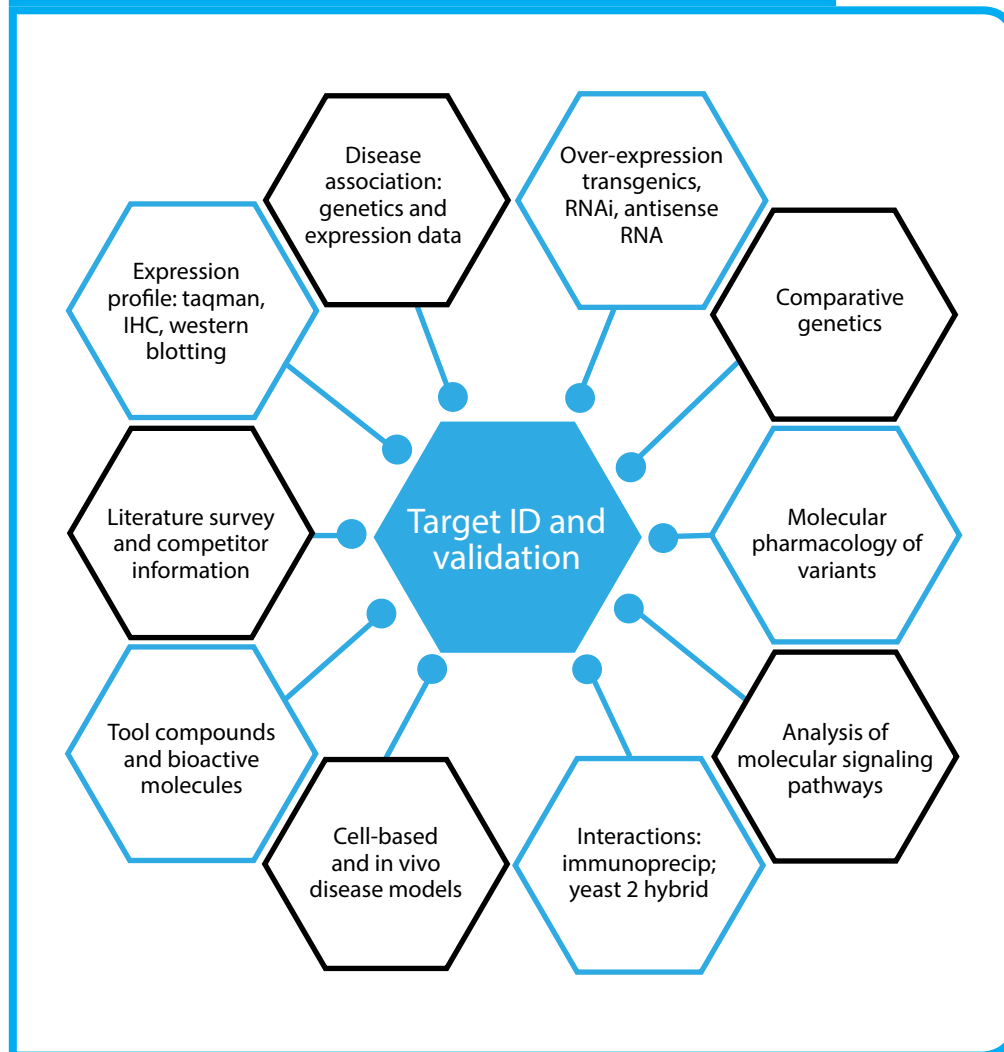 Disease
association:
genetics and
expression data
Over-expression
transgenics,
RNAi, antisense
RNA
Expression
profile: taqman,
IHC, western
blotting
Comparative
genetics
Literature survey
and competitor
information
Target ID and
validation
Molecular
pharmacology of
variants
Tool compounds
and bioactive
molecules
Analysis of
molecular signaling
pathways
Cell-based
and in vivo
disease models
Interactions:
immunoprecip;
yeast 2 hybrid